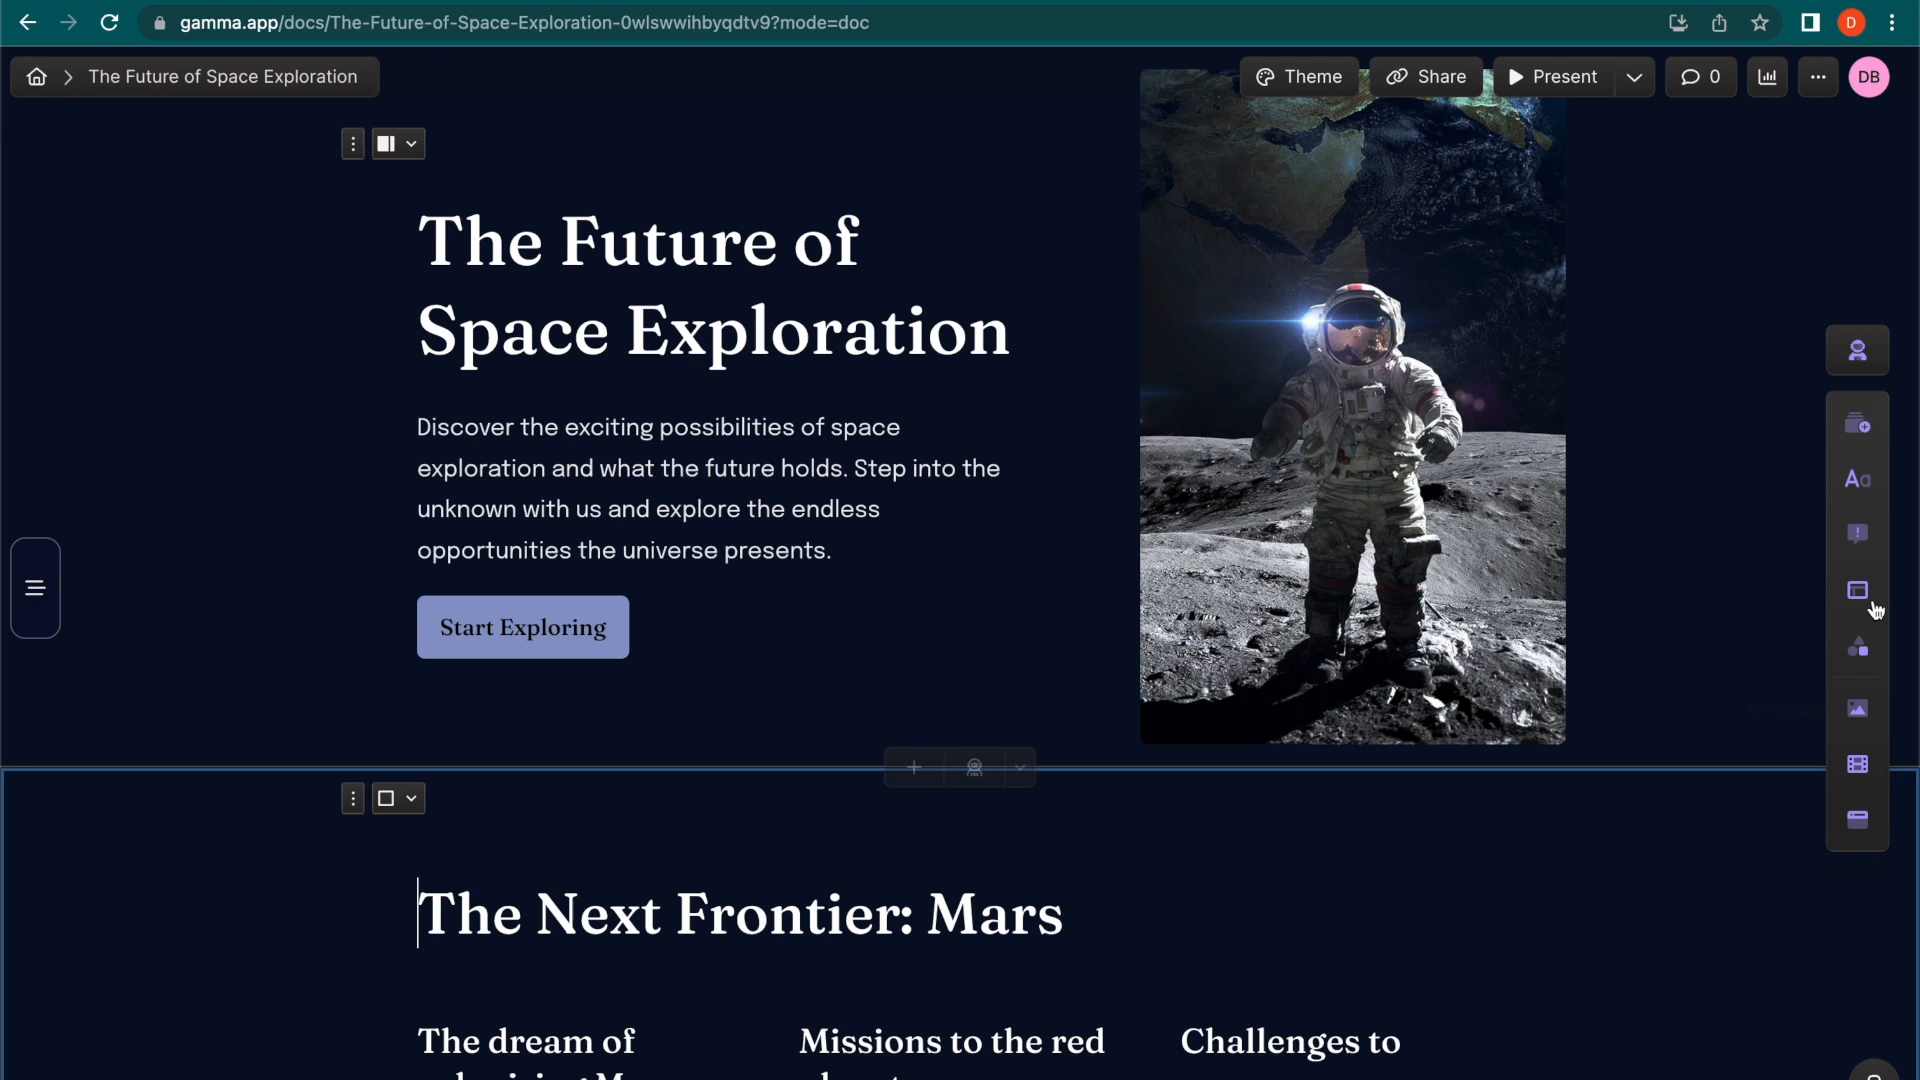 gamma.app/docs/The-Future-of-Space-Exploration-0wlswwihbyqdtv9?mode=doc
D
The Future of Space Exploration
Theme
Share
Present
0
DB
The Future of
Space Exploration
Discover the exciting possibilities of space
exploration and what the future holds. Step into the
unknown with us and explore the endless
opportunities the universe presents.
Start Exploring
Aa
The Next Frontier: Mars
The dream of
Missions to the red
Challenges to